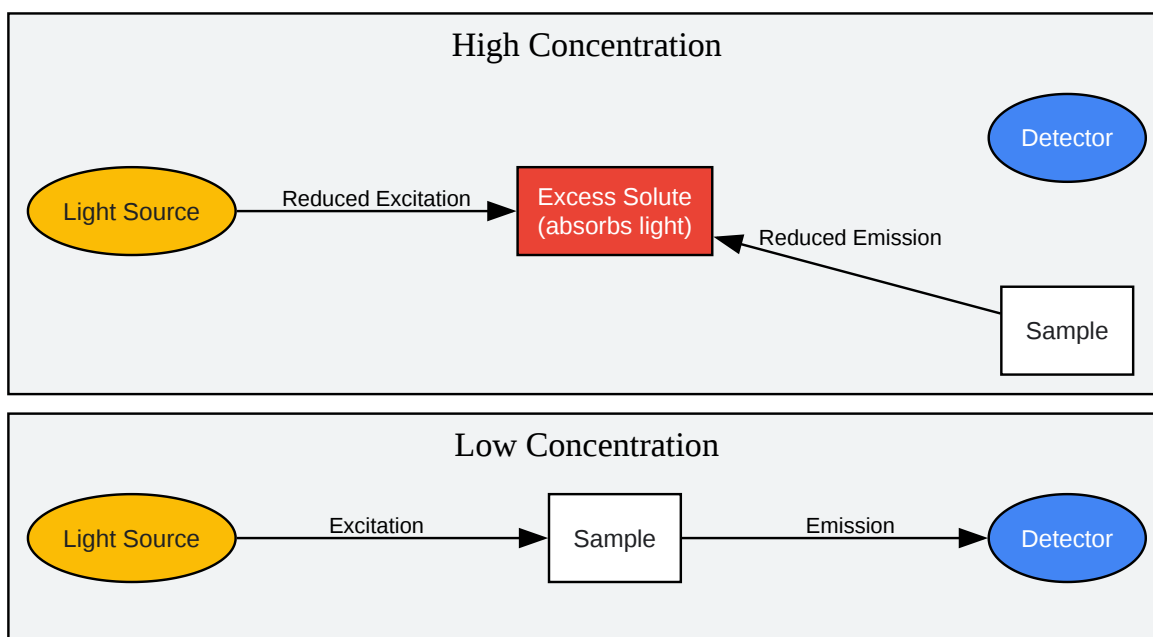 High Concentration
Detector
Light Source
Reduced Excitation
Excess Solute
(absorbs light)
Reduced Emission
Sample
Low Concentration
Light Source
Excitation
Sample
Emission
Detector